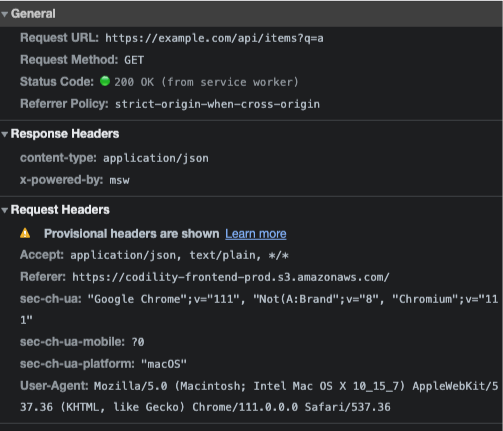 General
Request URL: https://example.com/api/items?q=a
Request Method: GET
Status Code: 200 OK (from service worker)
Referrer Policy: strict-origin-when-cross-origin
Response Headers
content-type: application/json
x-powered-by: msw
Request Headers
Provisional headers are shown Learn more
Accept: application/json, text/plain, */*
Referer: https://codility-frontend-prod.s3.amazonaws.com/
sec-ch-ua: "Google Chrome";v="111", "Not(A:Brand";v="8", "Chromium";v="11
1"
sec-ch-ua-mobile: ?0
sec-ch-ua-platform: "macOS"
User-Agent: Mozilla/5.0 (Macintosh; Intel Mac OS X 10_15_7) AppleWebKit/5
37.36 (KHTML, like Gecko) Chrome/111.0.0.0 Safari/537.36